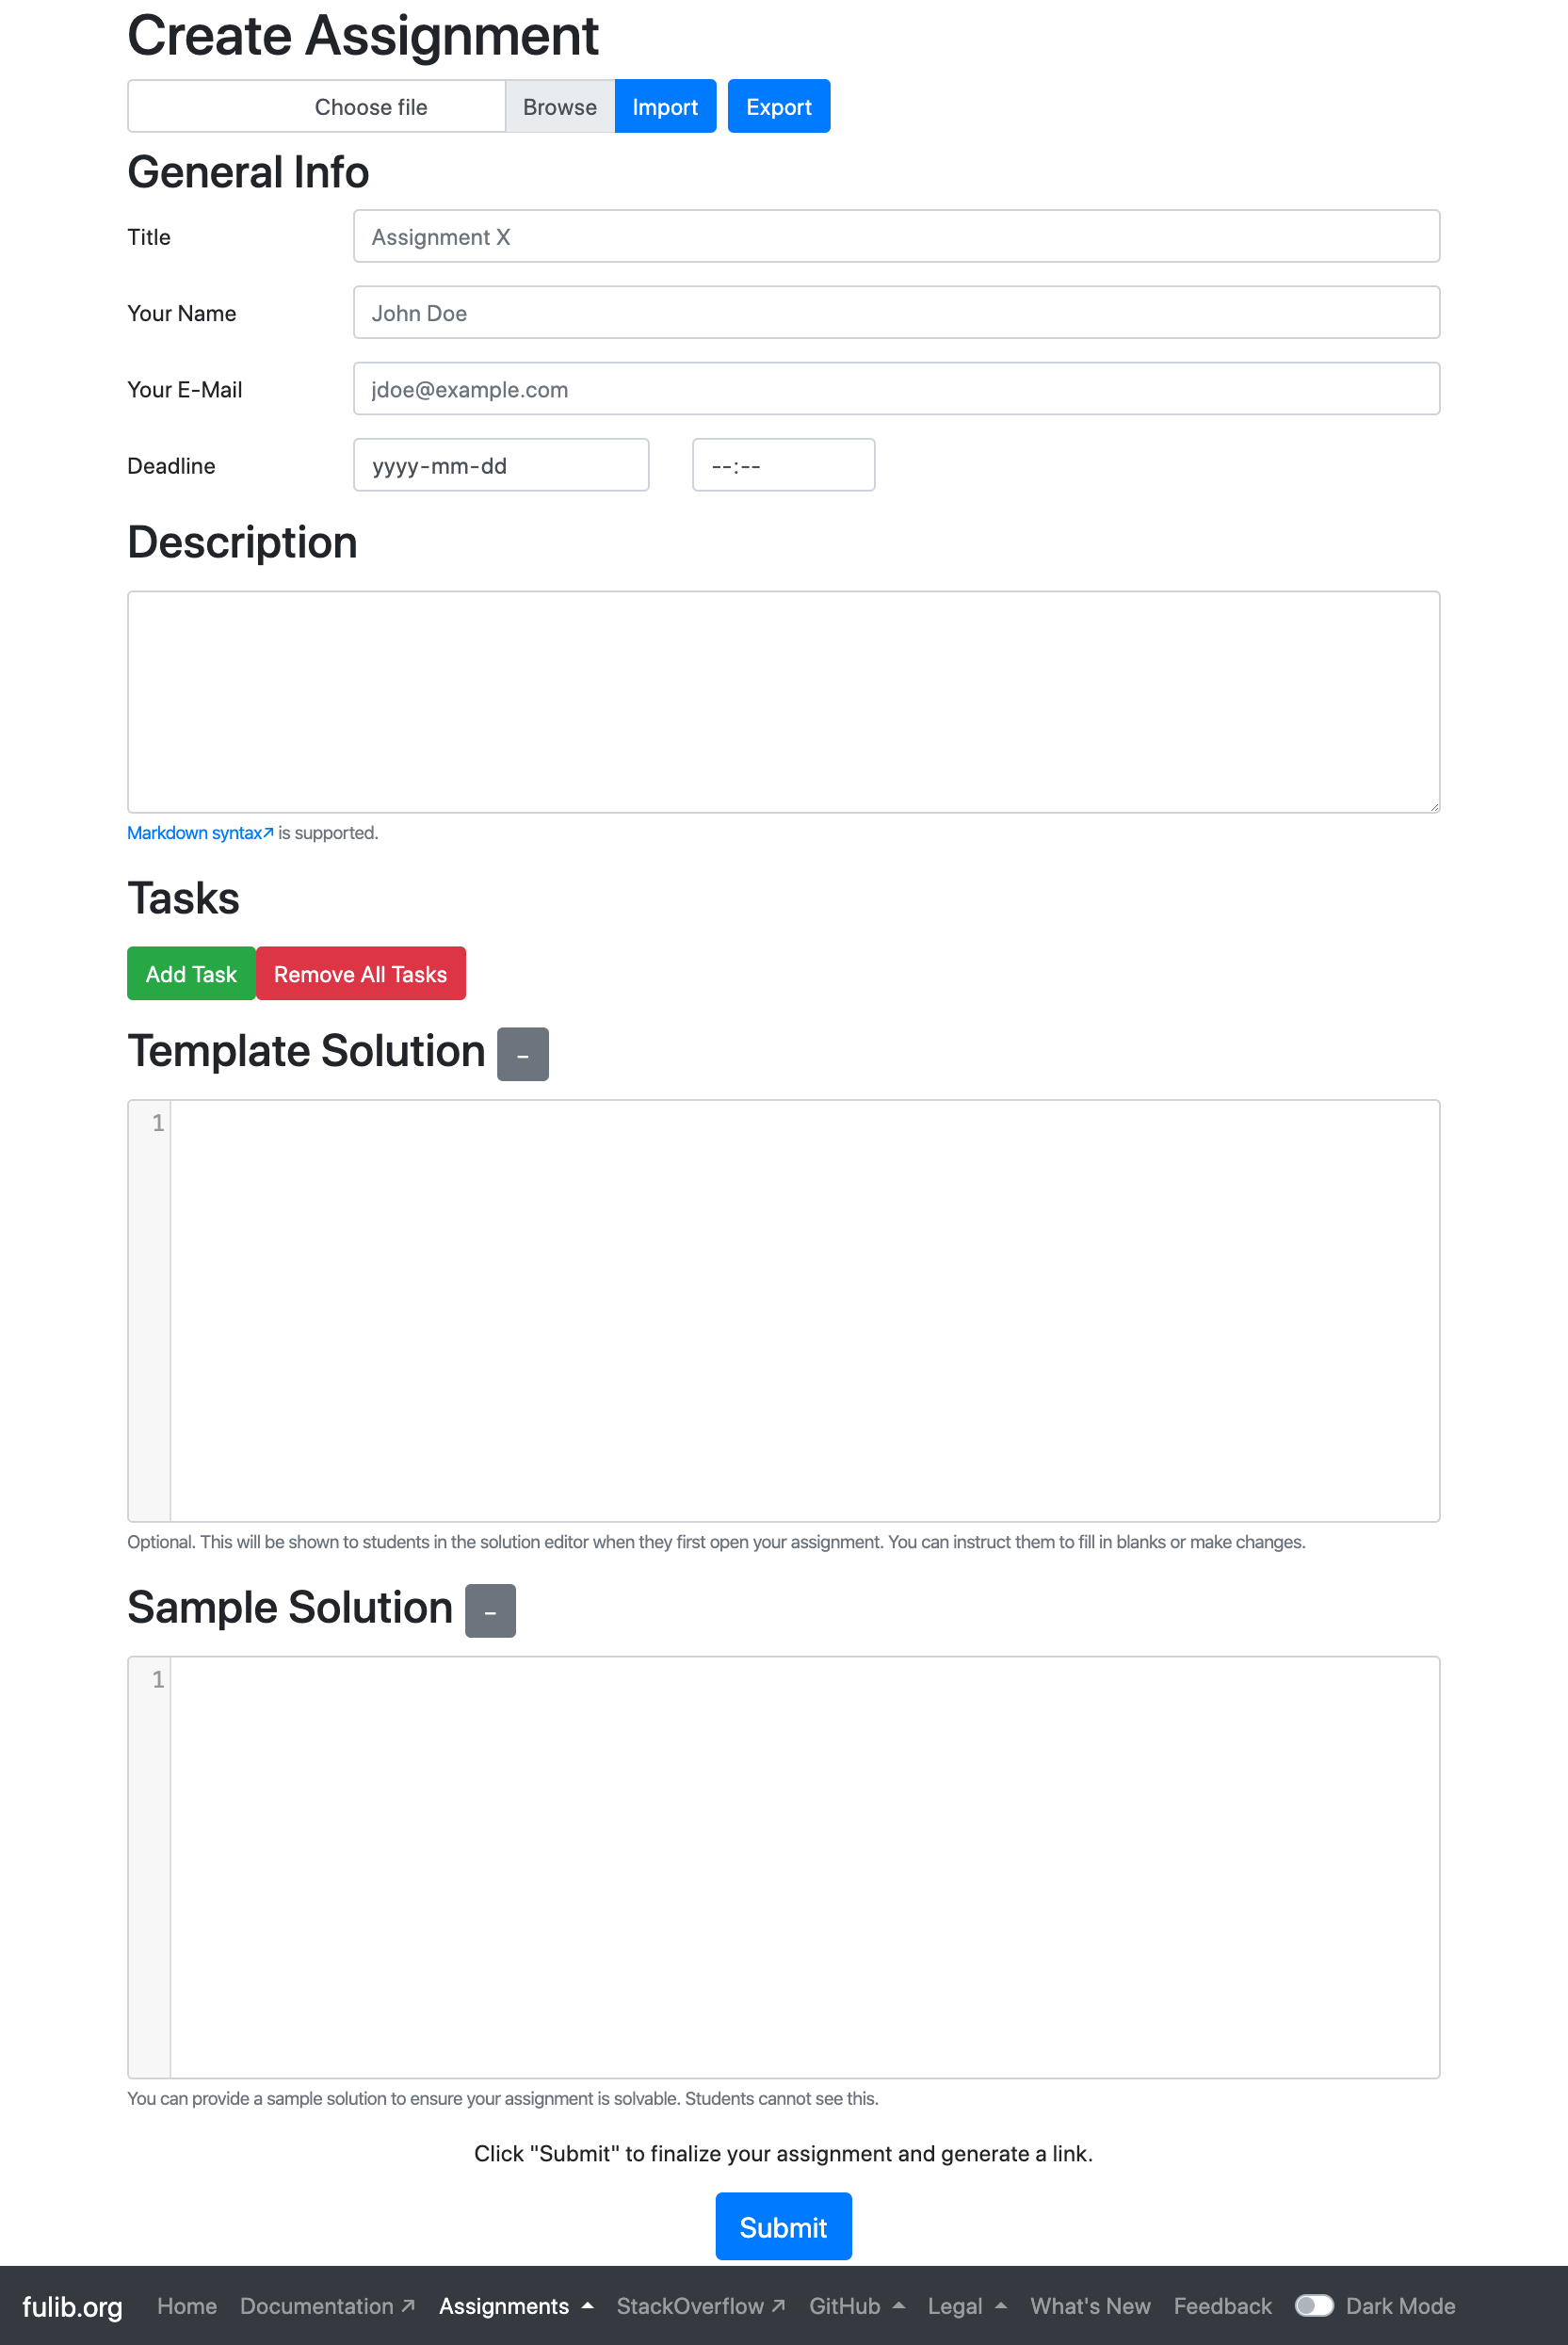 Create Assignment
Choose file Browse Import Export
General Info
Title Assignment X
Your Name John Doe
Your E-Mail jdoe@example.com
Deadline yyyy-mm-dd --:--
Description
Markdown syntax↗ is supported.
Tasks
Add Task Remove All Tasks
Template Solution –
1
Optional. This will be shown to students in the solution editor when they first open your assignment. You can instruct them to fill in blanks or make changes.
Sample Solution –
1
You can provide a sample solution to ensure your assignment is solvable. Students cannot see this.
Click "Submit" to finalize your assignment and generate a link.
Submit
fulib.org Home Documentation ↗ Assignments StackOverflow ↗ GitHub Legal What's New Feedback Dark Mode